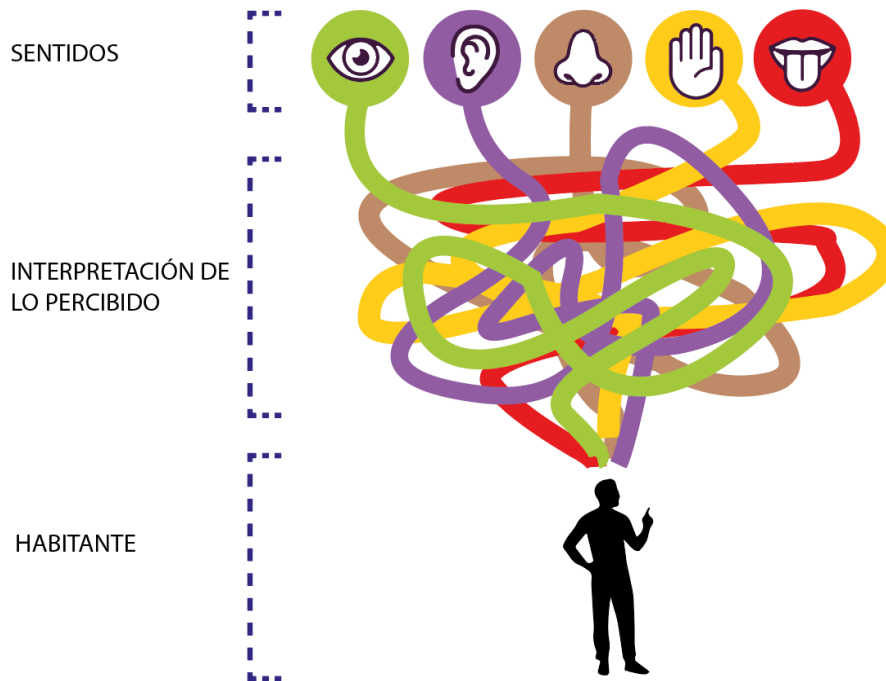 SENTIDOS
INTERPRETACIÓN DE
LO PERCIBIDO
HABITANTE